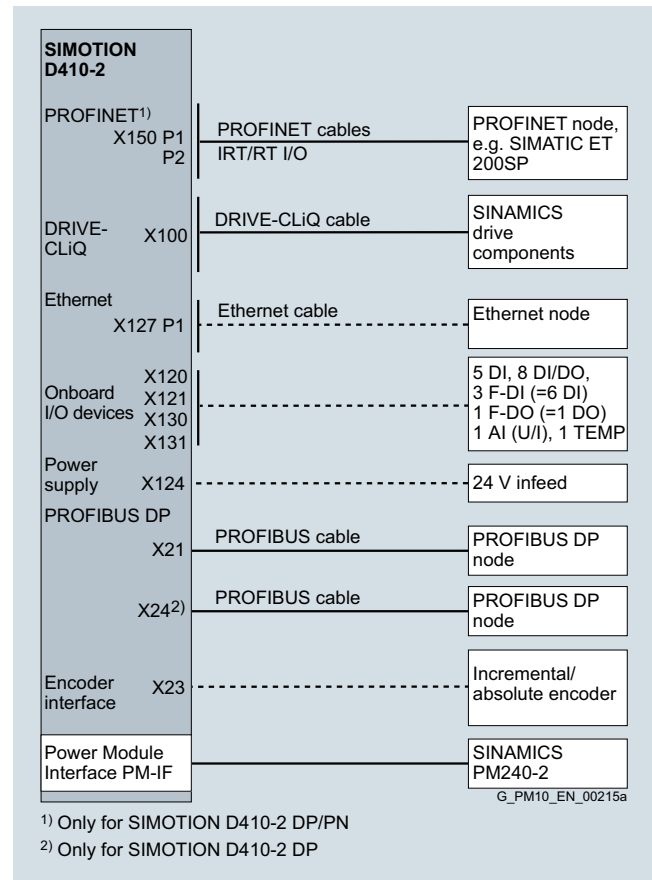 SIMOTION
D410-2
PROFINET1)
X150 P1
P2
PROFINET cables
IRT/RT I/O
PROFINET node,
e.g. SIMATIC ET
200SP
DRIVE-
CLiQ
X100
DRIVE-CLiQ cable
SINAMICS
drive
components
Ethernet
X127 P1
Ethernet cable
Ethernet node
Onboard
I/O devices
X120
X121
X130
X131
5 DI, 8 DI/DO,
3 F-DI (=6 DI)
1 F-DO (=1 DO)
1 AI (U/I), 1 TEMP
Power
supply
X124
24 V infeed
PROFIBUS DP
X21
PROFIBUS cable
PROFIBUS DP
node
X242)
PROFIBUS cable
PROFIBUS DP
node
Encoder
interface
X23
Incremental/
absolute encoder
Power Module
Interface PM-IF
SINAMICS
PM240-2
G_PM10_EN_00215a
1) Only for SIMOTION D410-2 DP/PN
2) Only for SIMOTION D410-2 DP